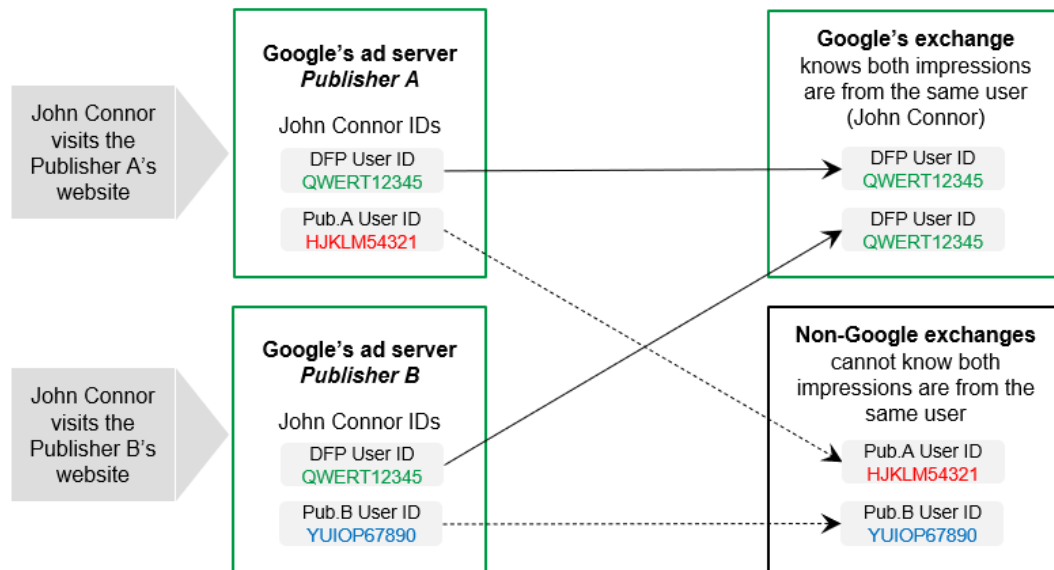 John Connor
visits the
Publisher A's
website
Google's ad server
Publisher A
John Connor IDs
DFP User ID
QWERT12345
Pub.A User ID
HJKLM54321
Google's exchange
knows both impressions
are from the same user
(John Connor)
DFP User ID
QWERT12345
DFP User ID
QWERT12345
John Connor
visits the
Publisher B's
website
Google's ad server
Publisher B
John Connor IDs
DFP User ID
QWERT12345
Pub.B User ID
YUIOP67890
Non-Google exchanges
cannot know both
impressions are from the
same user
Pub.A User ID
HJKLM54321
Pub.B User ID
YUIOP67890